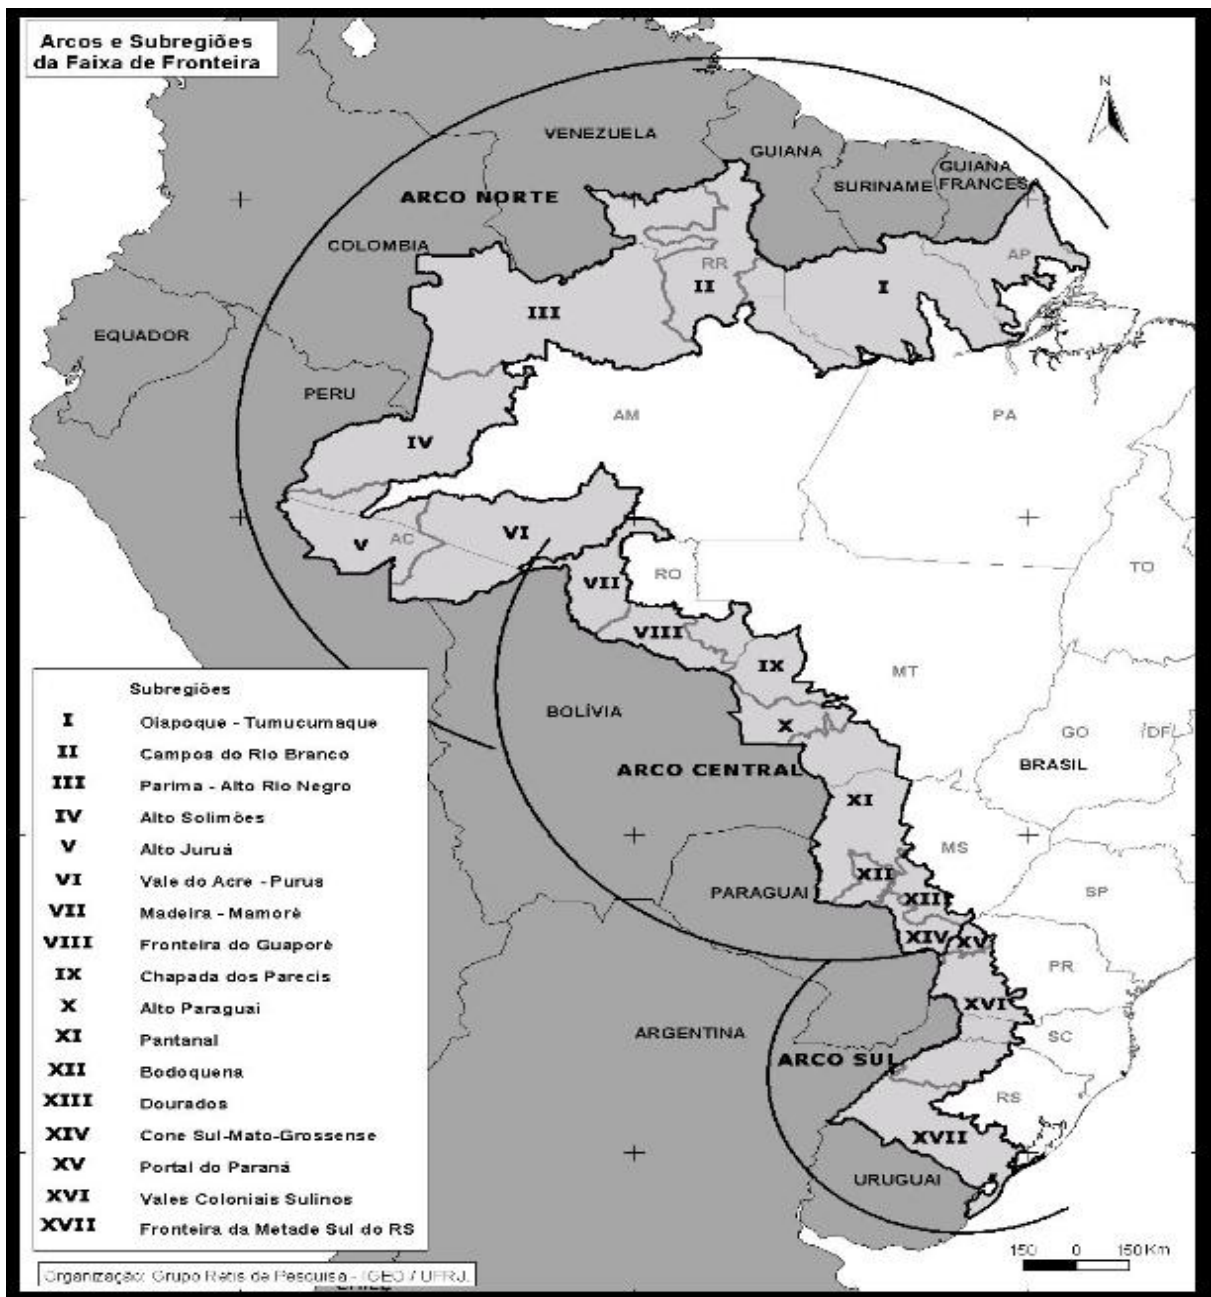 Arcos e Subregiões
da Faixa de Fronteira
N
VENEZUELA
GUIANA
SURINAME
GUIANA
FRANCES
ARCO NORTE
COLOMBIA
RR
AP
II
I
III
EQUADOR
PERU
AM
PA
IV
V
AC
VI
VII
RO
TO
VIII
IX
MT
BOLÍVIA
X
GO
DF
ARCO CENTRAL
BRASIL
XI
MS
XII
PARAGUAI
XIII
SP
XIV
XV
PR
XVI
ARGENTINA
SC
ARCO SUL
RS
XVII
URUGUAI
Subregiões
I Oiapoque - Tumucumaque
II Campos do Rio Branco
III Parima - Alto Rio Negro
IV Alto Solimões
V Alto Juruá
VI Vale do Acre - Purus
VII Madeira - Mamoré
VIII Fronteira do Guaporé
IX Chapada dos Parecis
X Alto Paraguai
XI Pantanal
XII Bodoquena
XIII Dourados
XIV Cone Sul-Mato-Grossense
XV Portal do Paraná
XVI Vales Coloniais Sulinos
XVII Fronteira da Metade Sul do RS
150 0 150 Km
Organização: Grupo Retis de Pesquisa - IGEO / UFRJ.